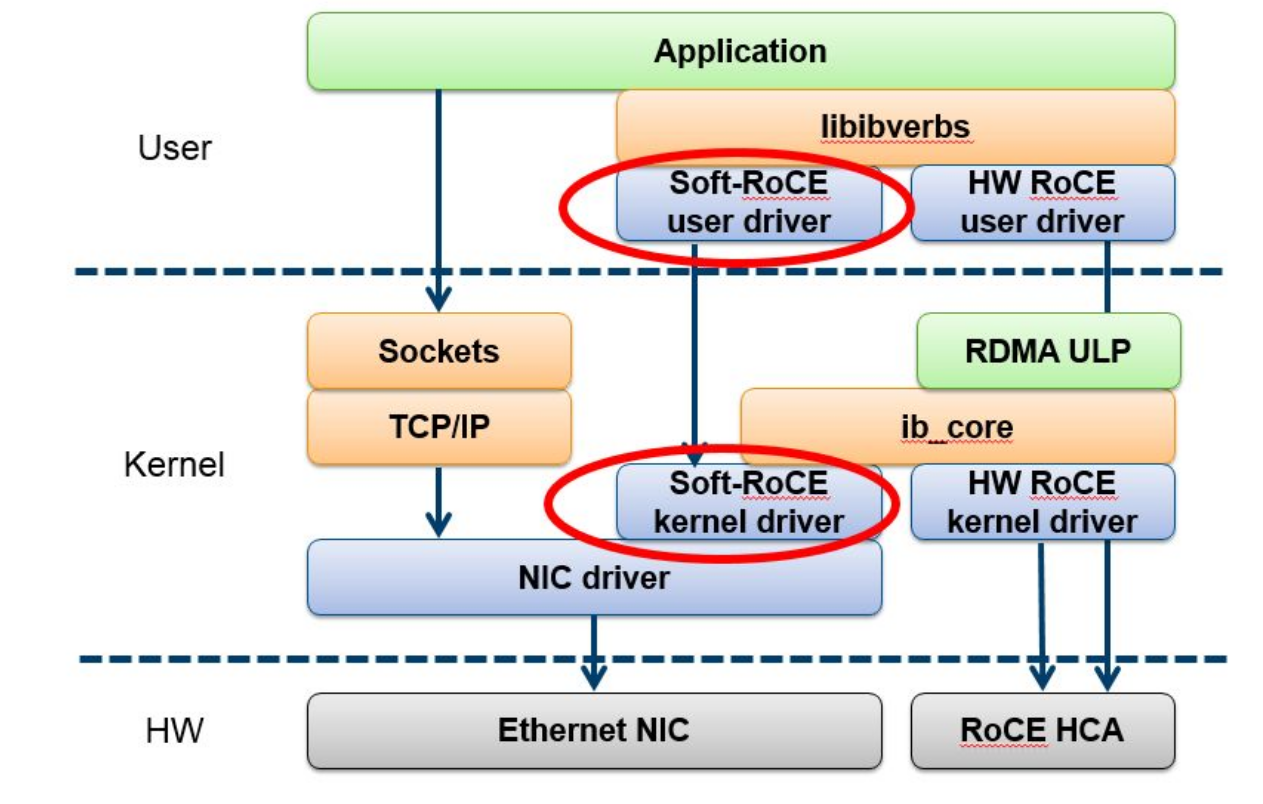 Application
libibverbs
User
Soft-RoCE
user driver
HW RoCE
user driver
Sockets
RDMA ULP
TCP/IP
ib_core
Kernel
Soft-RoCE
kernel driver
HW RoCE
kernel driver
NIC driver
HW
Ethernet NIC
RoCE HCA